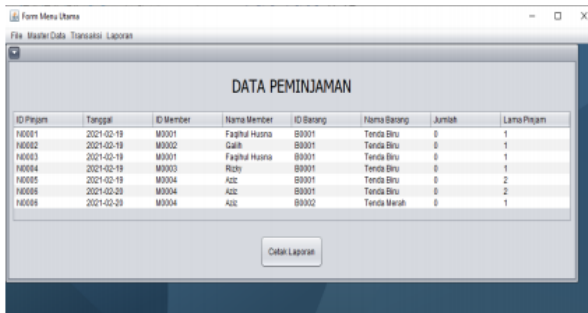 Form Menu Utama
File Master Data Transaksi Laporan
DATA PEMINJAMAN
ID Pinjam Tanggal ID Member Nama Member ID Barang Nama Barang Jumlah Lama Pinjam
N0001 2021-02-19 M0001 Faqihul Husna B0001 Tenda Biru 0 1
N0002 2021-02-19 M0002 Galih B0001 Tenda Biru 0 1
N0003 2021-02-19 M0001 Faqihul Husna B0001 Tenda Biru 0 1
N0004 2021-02-19 M0003 Rizky B0001 Tenda Biru 0 1
N0005 2021-02-19 M0004 Aziz B0001 Tenda Biru 0 2
N0006 2021-02-20 M0004 Aziz B0001 Tenda Biru 0 2
N0006 2021-02-20 M0004 Aziz B0002 Tenda Merah 0 1
Cetak Laporan